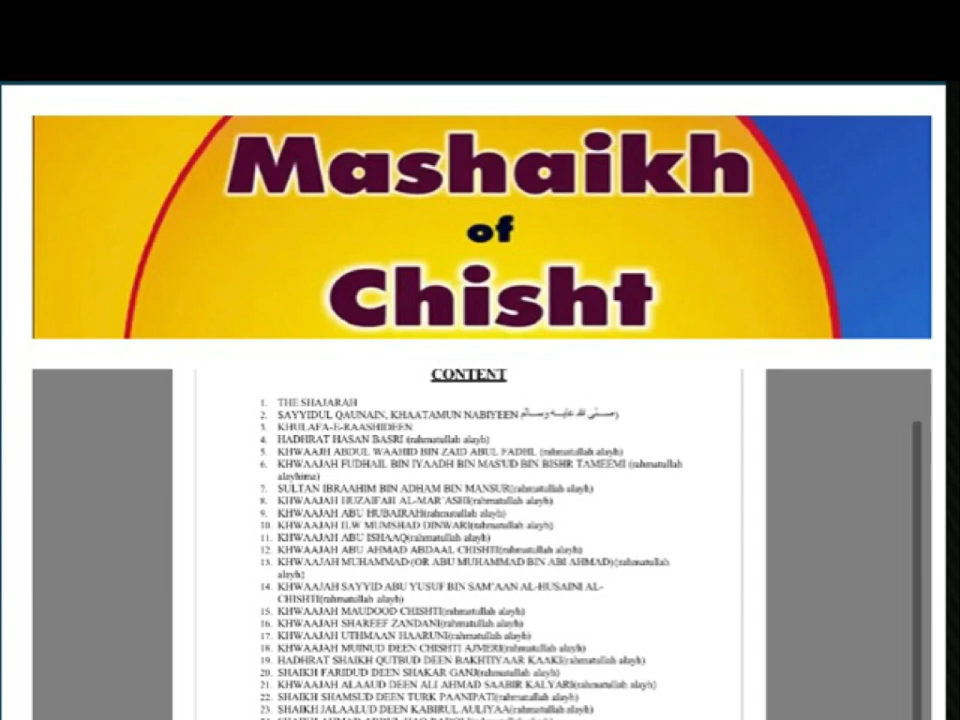 Mashaikh
of
Chisht
CONTENT
1. THE SHAJARAH
2. SAYYIDUL QAUNAIN, KHAATAMUN NABIYEEN صلى الله عليه وسلم)
3. KHULAFA-E-RAASHIDEEN
4. HADHRAT HASAN BASRI (rahmatullah alayh)
5. KHWAAJH ABDUL WAAHID BIN ZAID ABUL FADHL (rahmatullah alayh)
6. KHWAAJAH FUDHAIL BIN IYAADH BIN MAS'UD BIN BISHR TAMEEMI (rahmatullah
alayhima)
7. SULTAN IBRAAHIM BIN ADHAM BIN MANSUR(rahmatullah alayh)
8. KHWAAJAH HUZAIFAH AL-MAR'ASHI(rahmatullah alayh)
9. KHWAAJAH ABU HUBAIRAH(rahmatullah alayh)
10. KHWAAJAH ILW MUMSHAD DINWARI(rahmatullah alayh)
11. KHWAAJAH ABU ISHAAQ(rahmatullah alayh)
12. KHWAAJAH ABU AHMAD ABDAAL CHISHTI(rahmatullah alayh)
13. KHWAAJAH MUHAMMAD (OR ABU MUHAMMAD BIN ABI AHMAD)(rahmatullah
alayh)
14. KHWAAJAH SAYYID ABU YUSUF BIN SAM'AAN AL-HUSAINI AL-
CHISHTI(rahmatullah alayh)
15. KHWAAJAH MAUDOOD CHISHTI(rahmatullah alayh)
16. KHWAAJAH SHAREEF ZANDANI(rahmatullah alayh)
17. KHWAAJAH UTHMAAN HAARUNI(rahmatullah alayh)
18. KHWAAJAH MUINUD DEEN CHISHTI AJMERI(rahmatullah alayh)
19. HADHRAT SHAIKH QUTBUD DEEN BAKHTIYAAR KAAKI(rahmatullah alayh)
20. SHAIKH FARIDUD DEEN SHAKAR GANJ(rahmatullah alayh)
21. KHWAAJAH ALAAUD DEEN ALI AHMAD SAABIR KALYARI(rahmatullah alayh)
22. SHAIKH SHAMSUD DEEN TURK PAANIPATI(rahmatullah alayh)
23. SHAIKH JALAALUD DEEN KABIRUL AULIYAA(rahmatullah alayh)